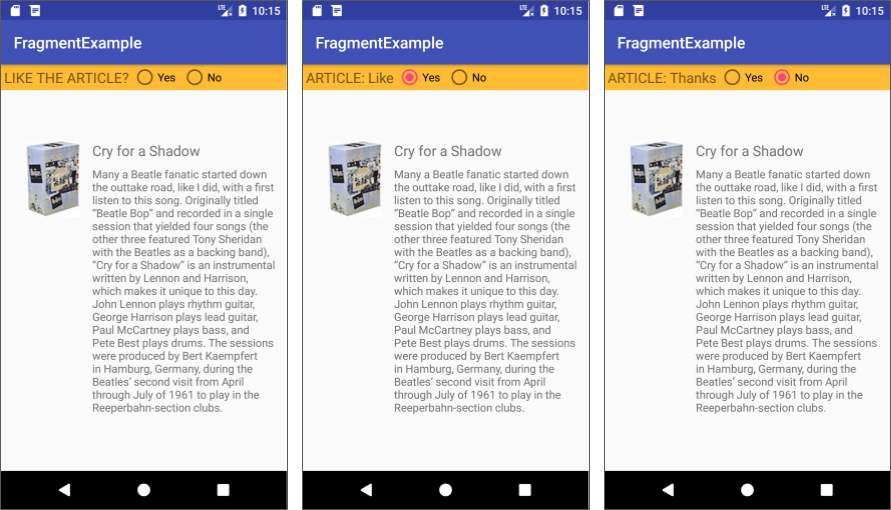 LTE 10:15
FragmentExample
LIKE THE ARTICLE? Yes No
Cry for a Shadow
Many a Beatle fanatic started down
the outtake road, like I did, with a first
listen to this song. Originally titled
“Beatle Bop” and recorded in a single
session that yielded four songs (the
other three featured Tony Sheridan
with the Beatles as a backing band),
“Cry for a Shadow” is an instrumental
written by Lennon and Harrison,
which makes it unique to this day.
John Lennon plays rhythm guitar,
George Harrison plays lead guitar,
Paul McCartney plays bass, and
Pete Best plays drums. The sessions
were produced by Bert Kaempfert
in Hamburg, Germany, during the
Beatles’ second visit from April
through July of 1961 to play in the
Reeperbahn-section clubs.
LTE 10:15
FragmentExample
ARTICLE: Like Yes No
Cry for a Shadow
Many a Beatle fanatic started down
the outtake road, like I did, with a first
listen to this song. Originally titled
“Beatle Bop” and recorded in a single
session that yielded four songs (the
other three featured Tony Sheridan
with the Beatles as a backing band),
“Cry for a Shadow” is an instrumental
written by Lennon and Harrison,
which makes it unique to this day.
John Lennon plays rhythm guitar,
George Harrison plays lead guitar,
Paul McCartney plays bass, and
Pete Best plays drums. The sessions
were produced by Bert Kaempfert
in Hamburg, Germany, during the
Beatles’ second visit from April
through July of 1961 to play in the
Reeperbahn-section clubs.
LTE 10:15
FragmentExample
ARTICLE: Thanks Yes No
Cry for a Shadow
Many a Beatle fanatic started down
the outtake road, like I did, with a first
listen to this song. Originally titled
“Beatle Bop” and recorded in a single
session that yielded four songs (the
other three featured Tony Sheridan
with the Beatles as a backing band),
“Cry for a Shadow” is an instrumental
written by Lennon and Harrison,
which makes it unique to this day.
John Lennon plays rhythm guitar,
George Harrison plays lead guitar,
Paul McCartney plays bass, and
Pete Best plays drums. The sessions
were produced by Bert Kaempfert
in Hamburg, Germany, during the
Beatles’ second visit from April
through July of 1961 to play in the
Reeperbahn-section clubs.